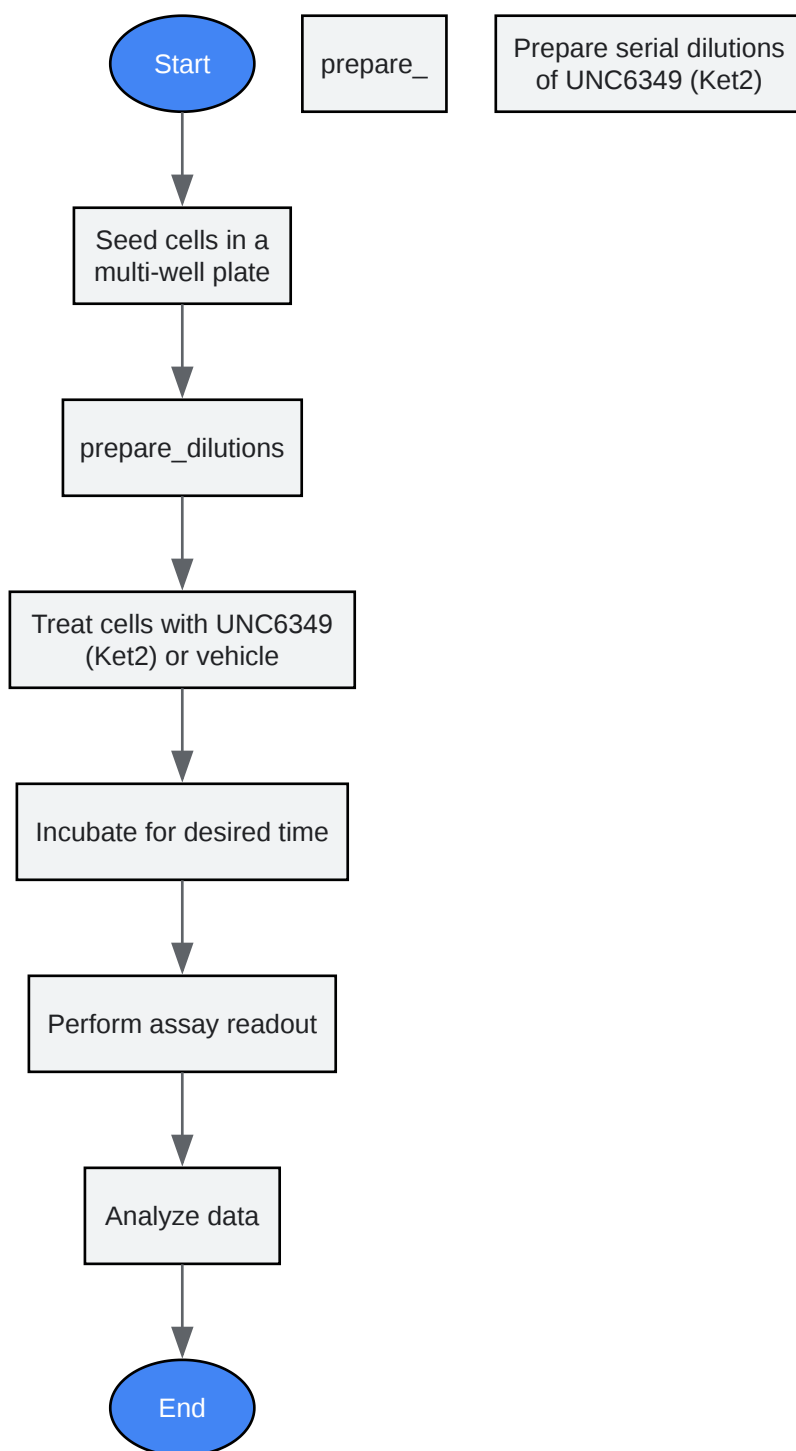 Start
prepare_
Prepare serial dilutions
of UNC6349 (Ket2)
Seed cells in a
multi-well plate
prepare_dilutions
Treat cells with UNC6349
(Ket2) or vehicle
Incubate for desired time
Perform assay readout
Analyze data
End